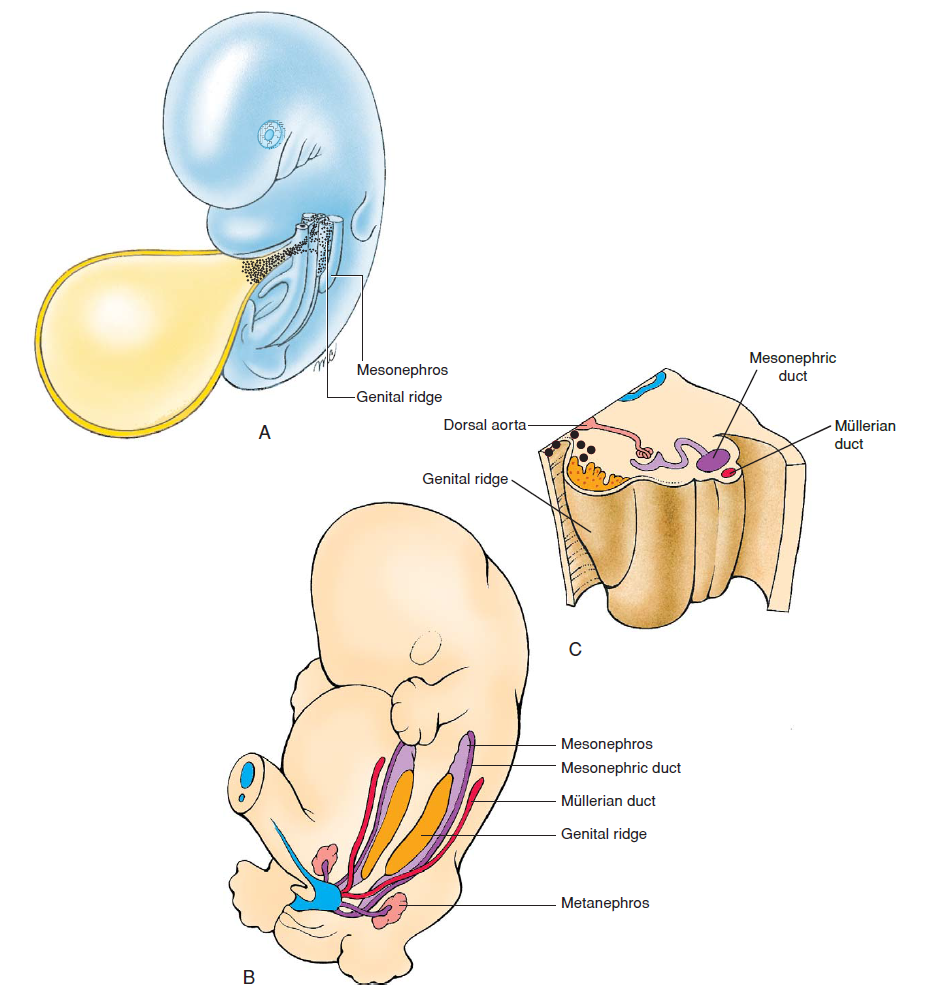 Mesonephros
Genital ridge
A
Mesonephric
duct
Dorsal aorta
Müllerian
duct
Genital ridge
C
Mesonephros
Mesonephric duct
Müllerian duct
Genital ridge
Metanephros
B